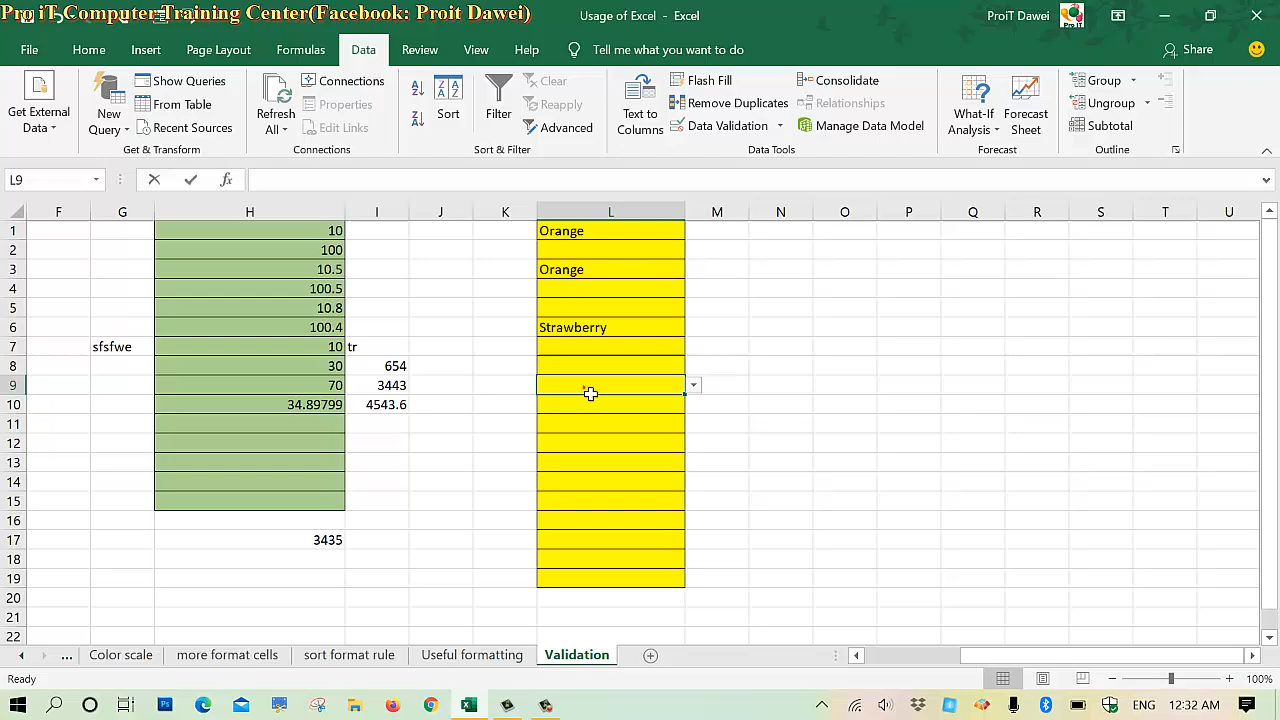 Pro iT Computer Training Center(Facebook: Proit Dawei)
Usage of Excel - Excel
ProIT Dawei
File Home Insert Page Layout Formulas Data Review View Help Tell me what you want to do Share
Get External Data
New Query
Show Queries
From Table
Recent Sources
Get & Transform
Refresh All
Connections
Properties
Edit Links
Connections
Sort
Filter
Clear
Reapply
Advanced
Sort & Filter
Text to Columns
Flash Fill
Remove Duplicates
Data Validation
Consolidate
Relationships
Manage Data Model
Data Tools
What-If Analysis
Forecast Sheet
Forecast
Group
Ungroup
Subtotal
Outline
L9 fx
F G H I J K L M N O P Q R S T U
1 10 Orange
2 100
3 10.5 Orange
4 100.5
5 10.8
6 100.4 Strawberry
7 sfsfwe 10 tr
8 30 654
9 70 3443
10 34.89799 4543.6
11
12
13
14
15
16
17 3435
18
19
20
21
22
... Color scale more format cells sort format rule Useful formatting Validation
Ready 100%
ENG 12:32 AM